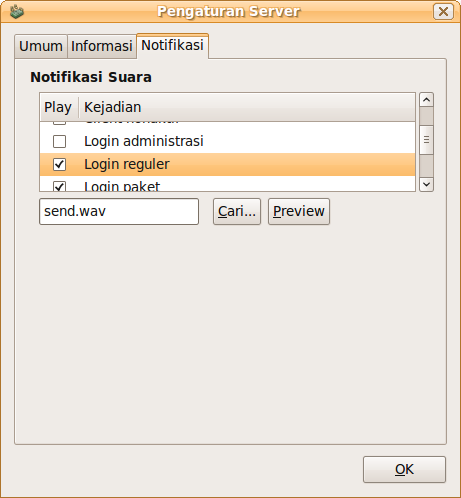 Pengaturan Server
Umum Informasi Notifikasi
Notifikasi Suara
Play Kejadian
Login administrasi
Login reguler
Login paket
send.wav Cari... Preview
OK